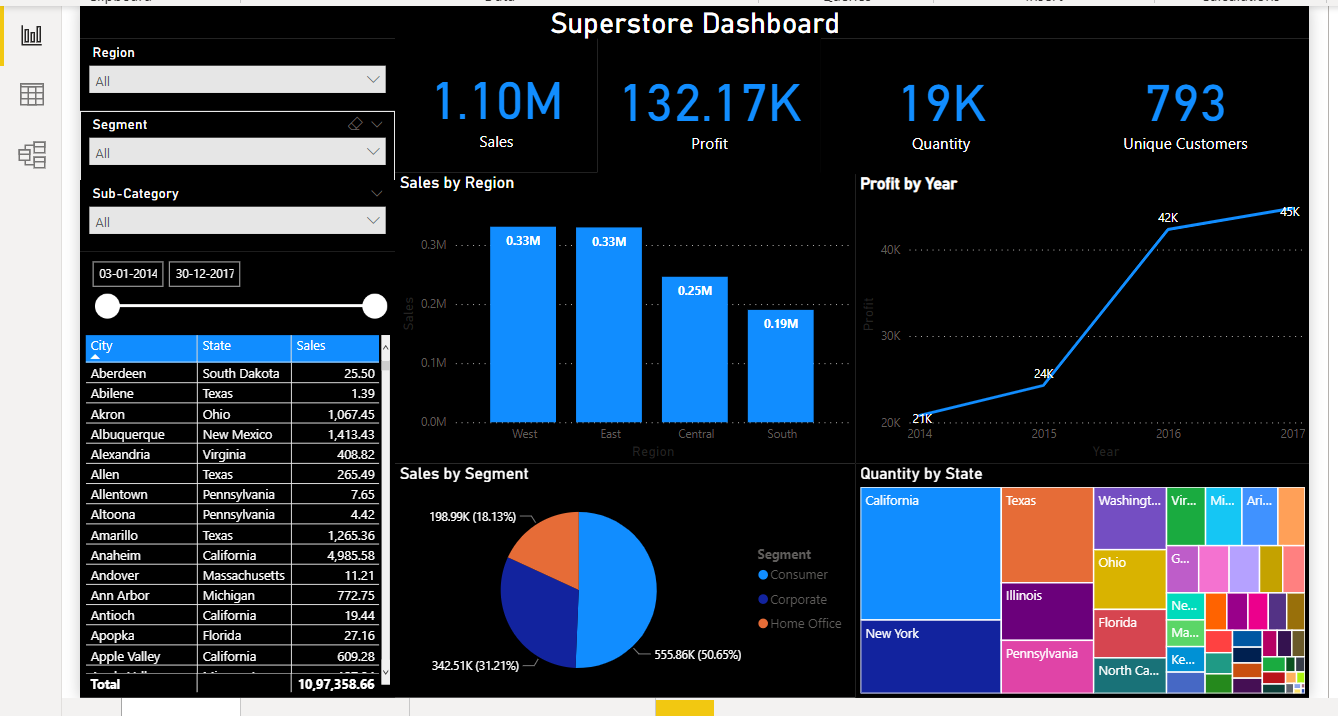 Superstore Dashboard
Region
All
Segment
All
Sub-Category
All
03-01-2014 30-12-2017
1.10M
Sales
132.17K
Profit
19K
Quantity
793
Unique Customers
City State Sales
Aberdeen South Dakota 25.50
Abilene Texas 1.39
Akron Ohio 1,067.45
Albuquerque New Mexico 1,413.43
Alexandria Virginia 408.82
Allen Texas 265.49
Allentown Pennsylvania 7.65
Altoona Pennsylvania 4.42
Amarillo Texas 1,265.36
Anaheim California 4,985.58
Andover Massachusetts 11.21
Ann Arbor Michigan 772.75
Antioch California 19.44
Apopka Florida 27.16
Apple Valley California 609.28
Total 10,97,358.66
Sales by Region
Sales
0.3M
0.2M
0.1M
0.0M
0.33M 0.33M 0.25M 0.19M
West East Central South
Region
Profit by Year
Profit
40K
30K
20K
21K 24K 42K 45K
2014 2015 2016 2017
Year
Sales by Segment
198.99K (18.13%)
342.51K (31.21%)
555.86K (50.65%)
Segment
Consumer
Corporate
Home Office
Quantity by State
California
New York
Texas
Illinois
Pennsylvania
Washingt...
Ohio
Florida
North Ca...
Vir...
Mi...
Ari...
G...
Ne...
Ma...
Ke...